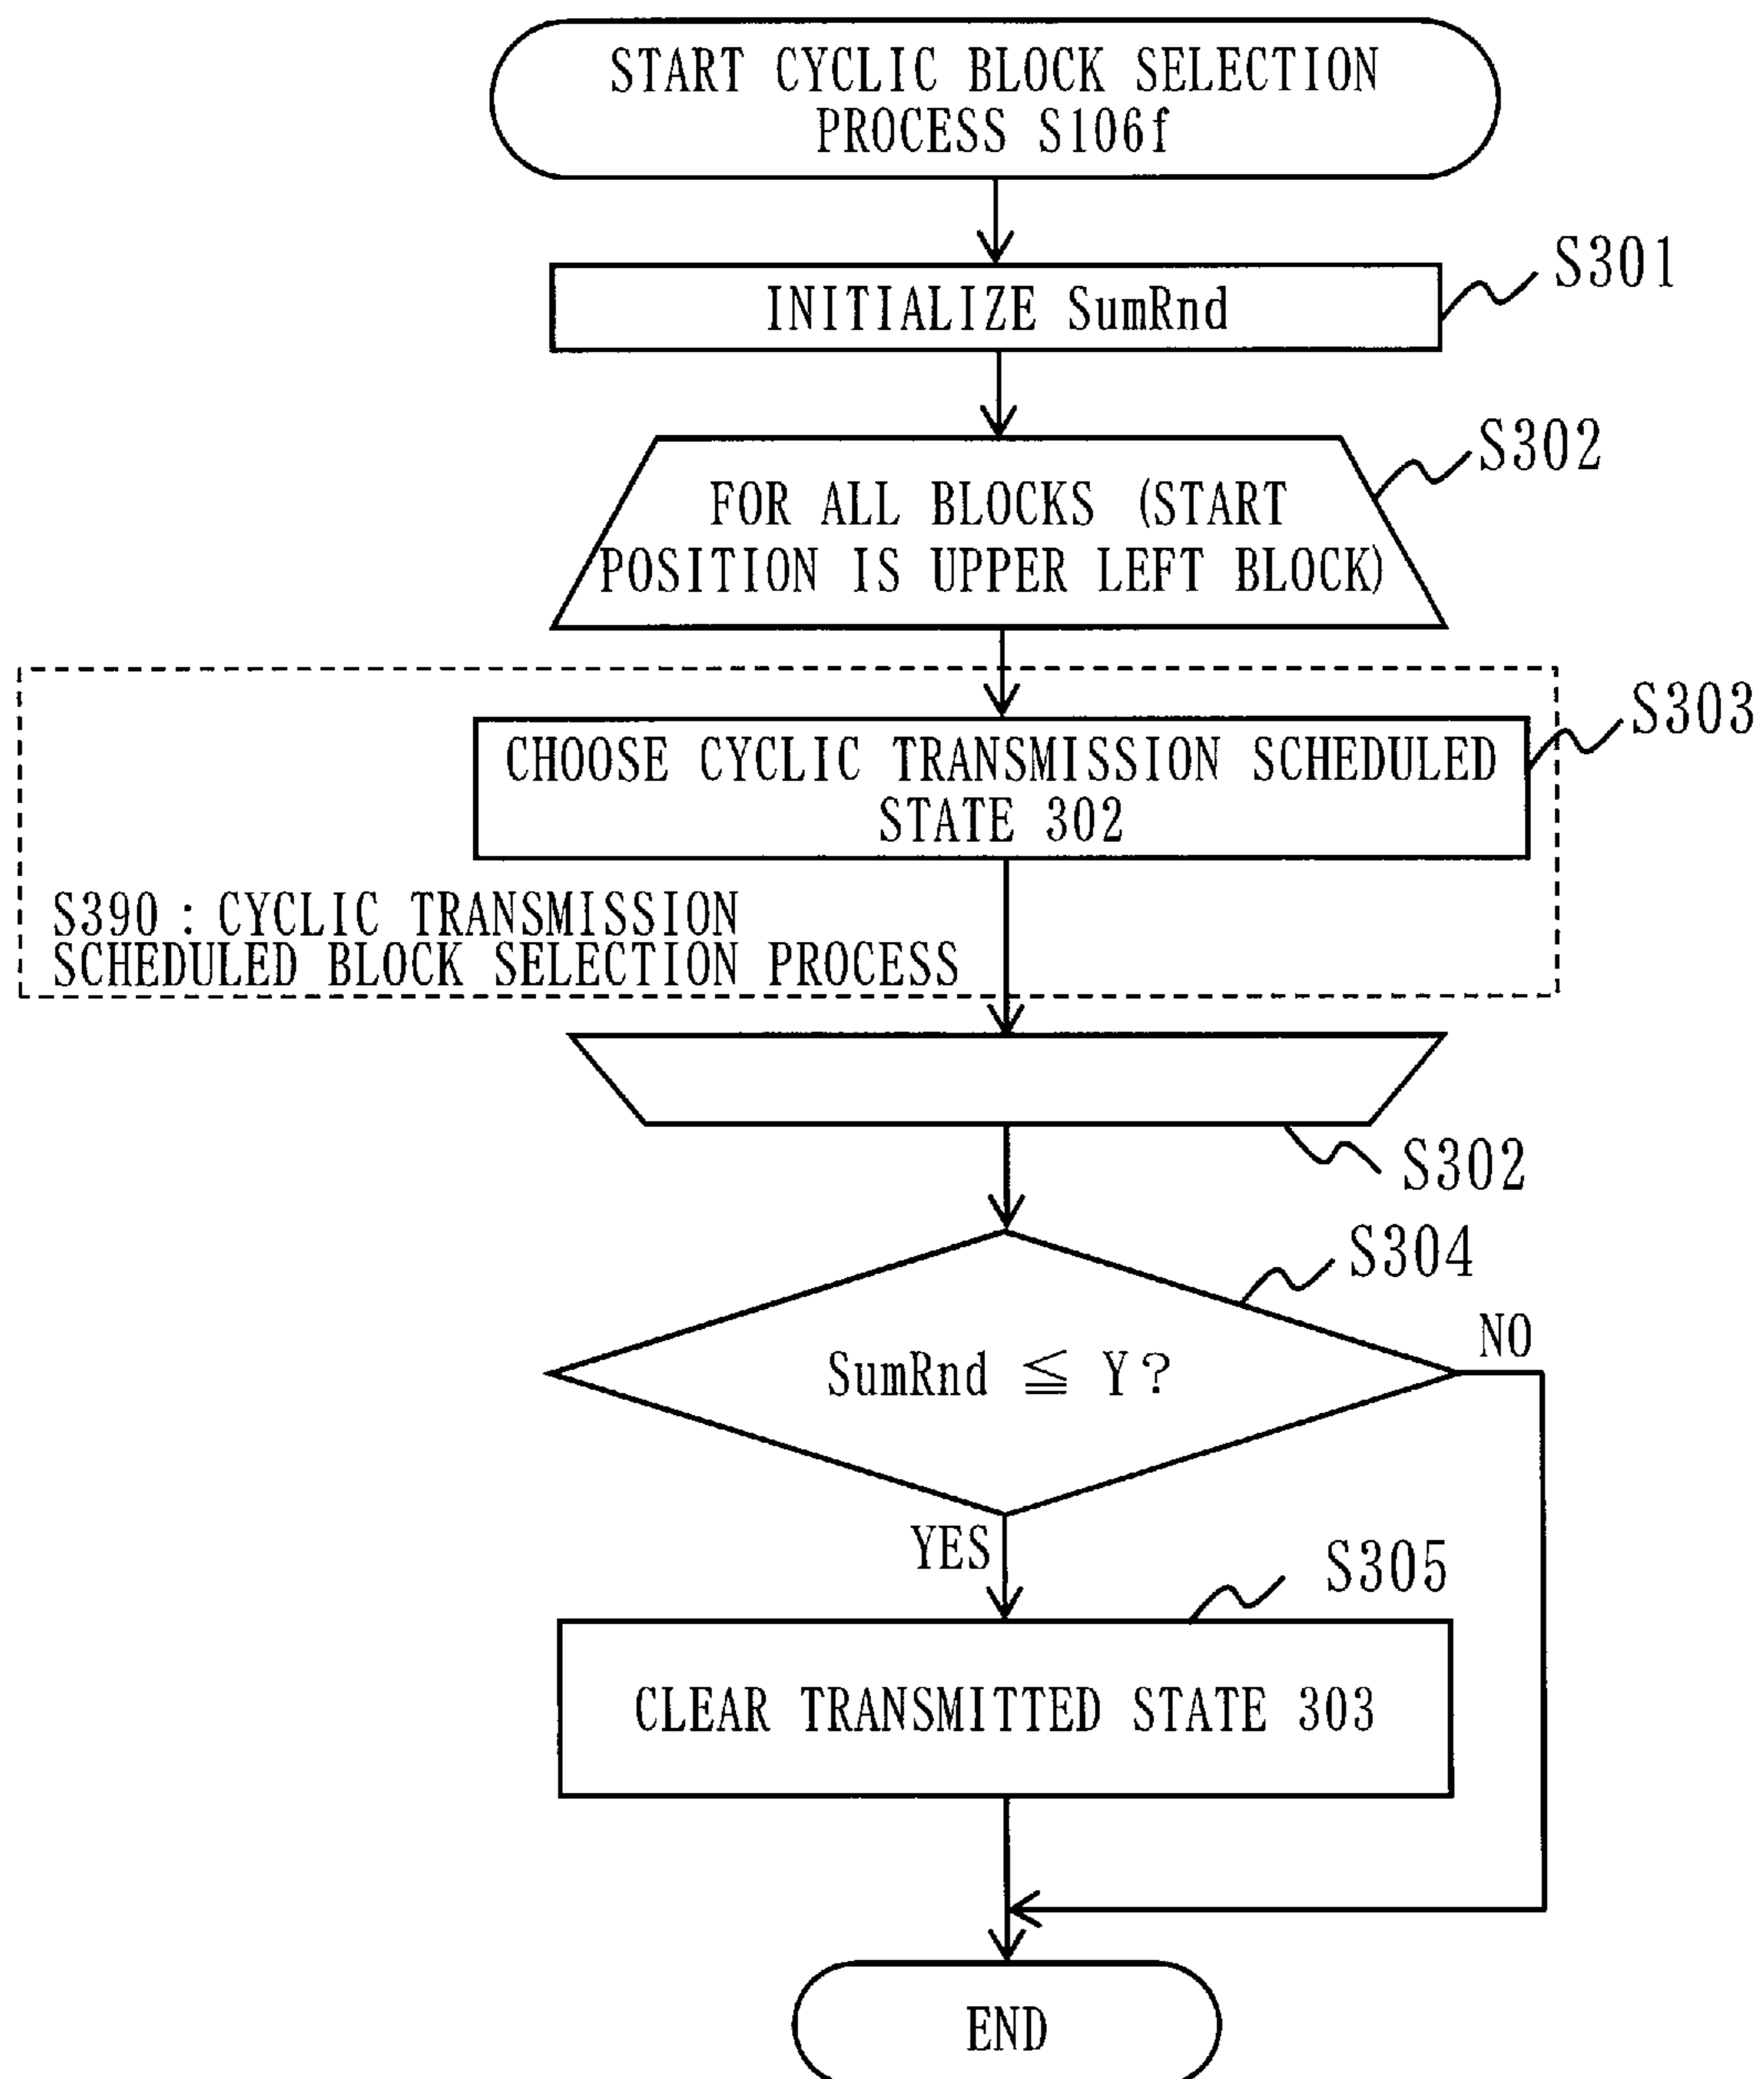 START CYCLIC BLOCK SELECTION
PROCESS S106f
S301
INITIALIZE SumRnd
S302
FOR ALL BLOCKS (START
POSITION IS UPPER LEFT BLOCK)
S303
CHOOSE CYCLIC TRANSMISSION SCHEDULED
STATE 302
S390 : CYCLIC TRANSMISSION
SCHEDULED BLOCK SELECTION PROCESS
S302
S304
NO
SumRnd ≦ Y?
YES
S305
CLEAR TRANSMITTED STATE 303
END